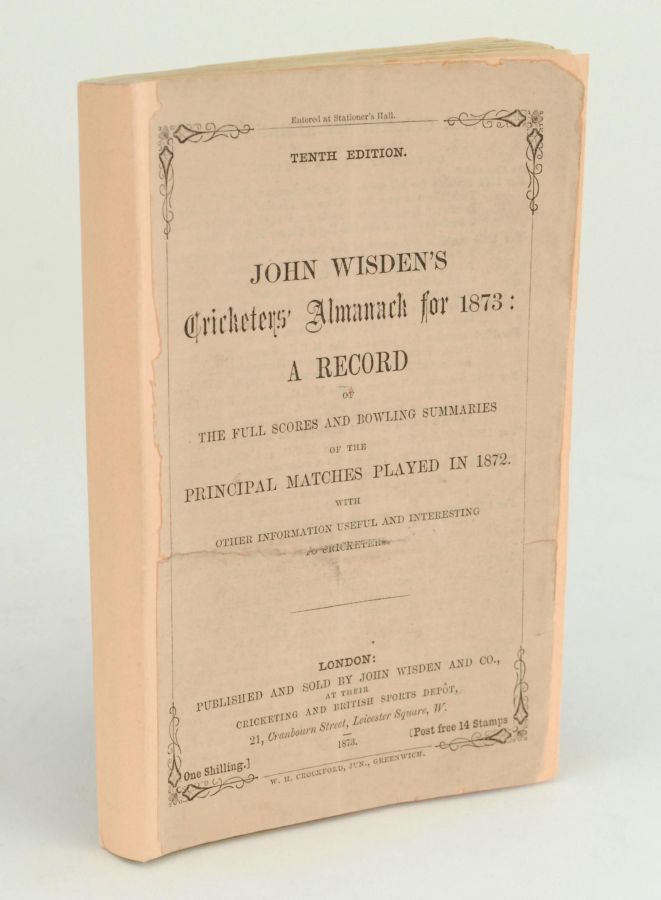 Entered at Stationer's Hall.
TENTH EDITION.
JOHN WISDEN'S
Cricketers' Almanack for 1873:
A RECORD
OF
THE FULL SCORES AND BOWLING SUMMARIES
OF THE
PRINCIPAL MATCHES PLAYED IN 1872.
WITH
OTHER INFORMATION USEFUL AND INTERESTING
TO CRICKETERS.
LONDON:
PUBLISHED AND SOLD BY JOHN WISDEN AND CO.,
AT THEIR
CRICKETING AND BRITISH SPORTS DEPÔT,
21, Cranbourn Street, Leicester Square, W.
1873.
One Shilling.] [Post free 14 Stamps
W. H. CROCKFORD, JUN., GREENWICH.